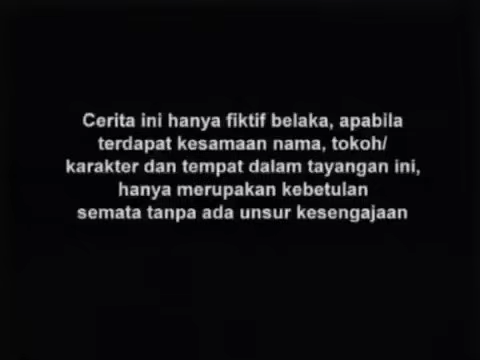 Cerita ini hanya fiktif belaka, apabila
terdapat kesamaan nama, tokoh/
karakter dan tempat dalam tayangan ini,
hanya merupakan kebetulan
semata tanpa ada unsur kesengajaan